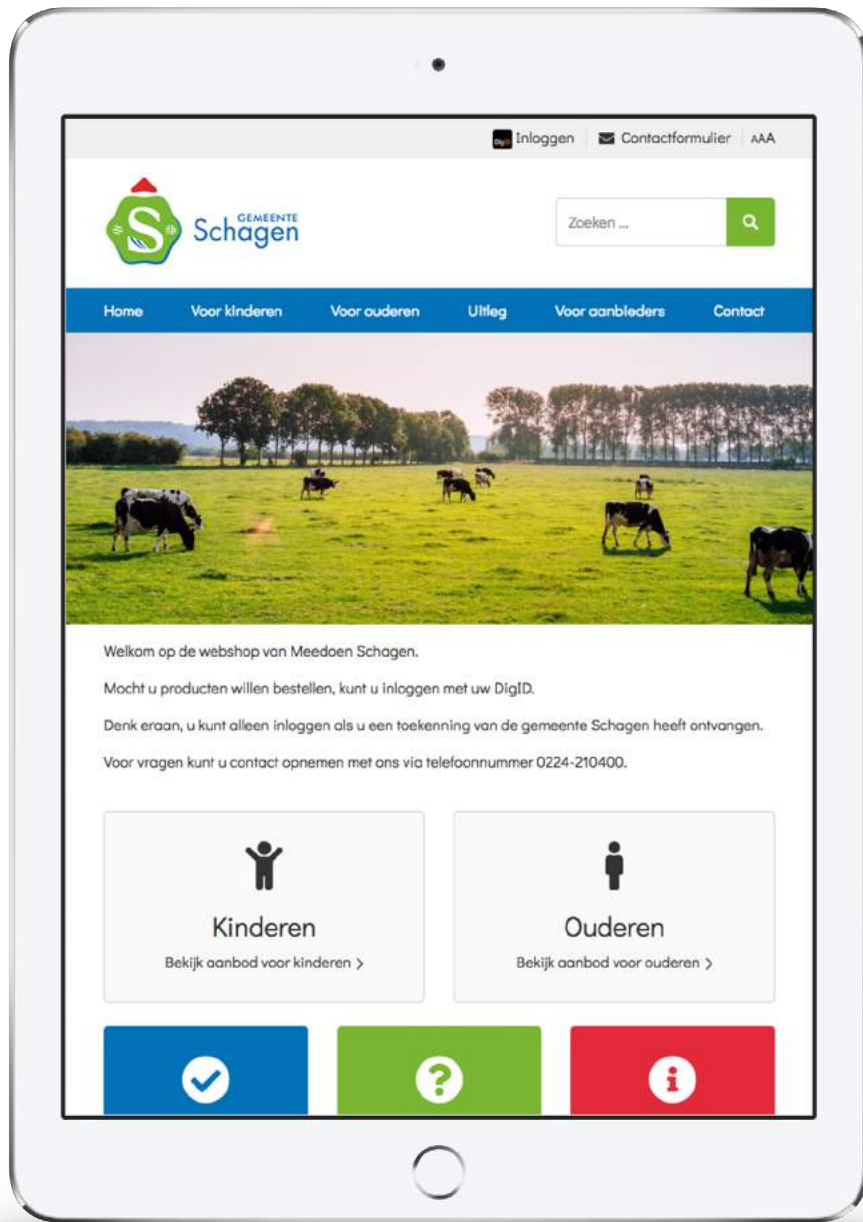 DigiD Inloggen Contactformulier AAA
GEMEENTE
Schagen
S
Zoeken ...
Home Voor kinderen Voor ouderen Uitleg Voor aanbieders Contact
Welkom op de webshop van Meedoen Schagen.
Mocht u producten willen bestellen, kunt u inloggen met uw DigID.
Denk eraan, u kunt alleen inloggen als u een toekenning van de gemeente Schagen heeft ontvangen.
Voor vragen kunt u contact opnemen met ons via telefoonnummer 0224-210400.
Kinderen
Bekijk aanbod voor kinderen >
Ouderen
Bekijk aanbod voor ouderen >
? i